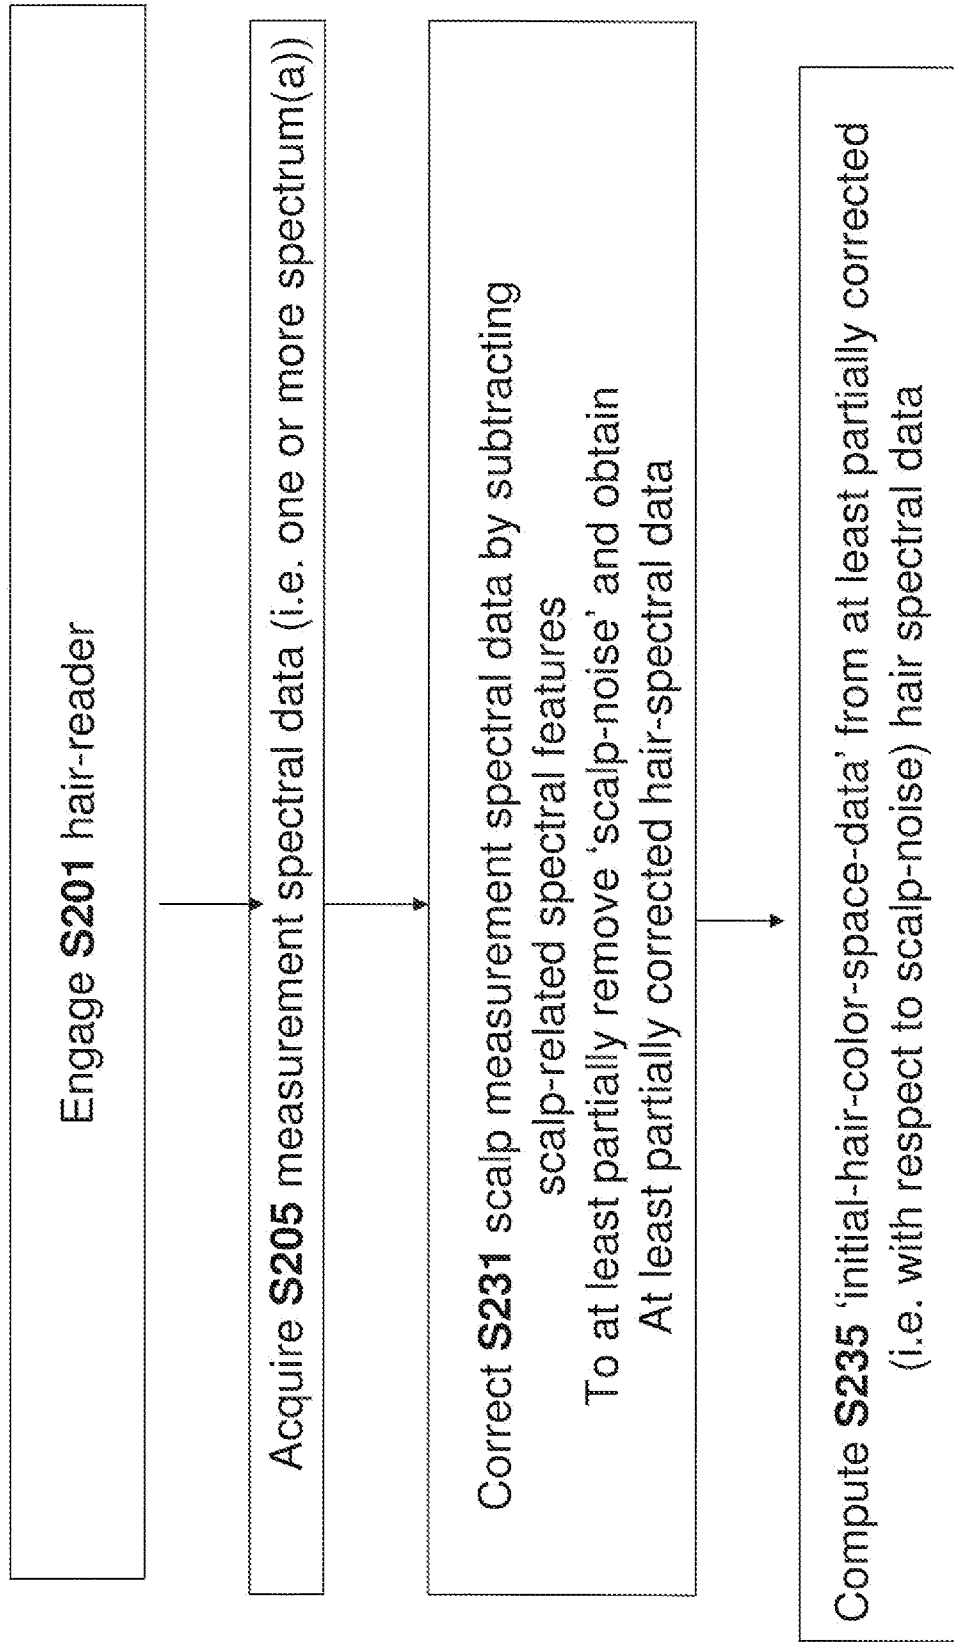 Engage S201 hair-reader
Acquire S205 measurement spectral data (i.e. one or more spectrum(a))
Correct S231 scalp measurement spectral data by subtracting
scalp-related spectral features
To at least partially remove 'scalp-noise' and obtain
At least partially corrected hair-spectral data
Compute S235 'initial-hair-color-space-data' from at least partially corrected
(i.e. with respect to scalp-noise) hair spectral data